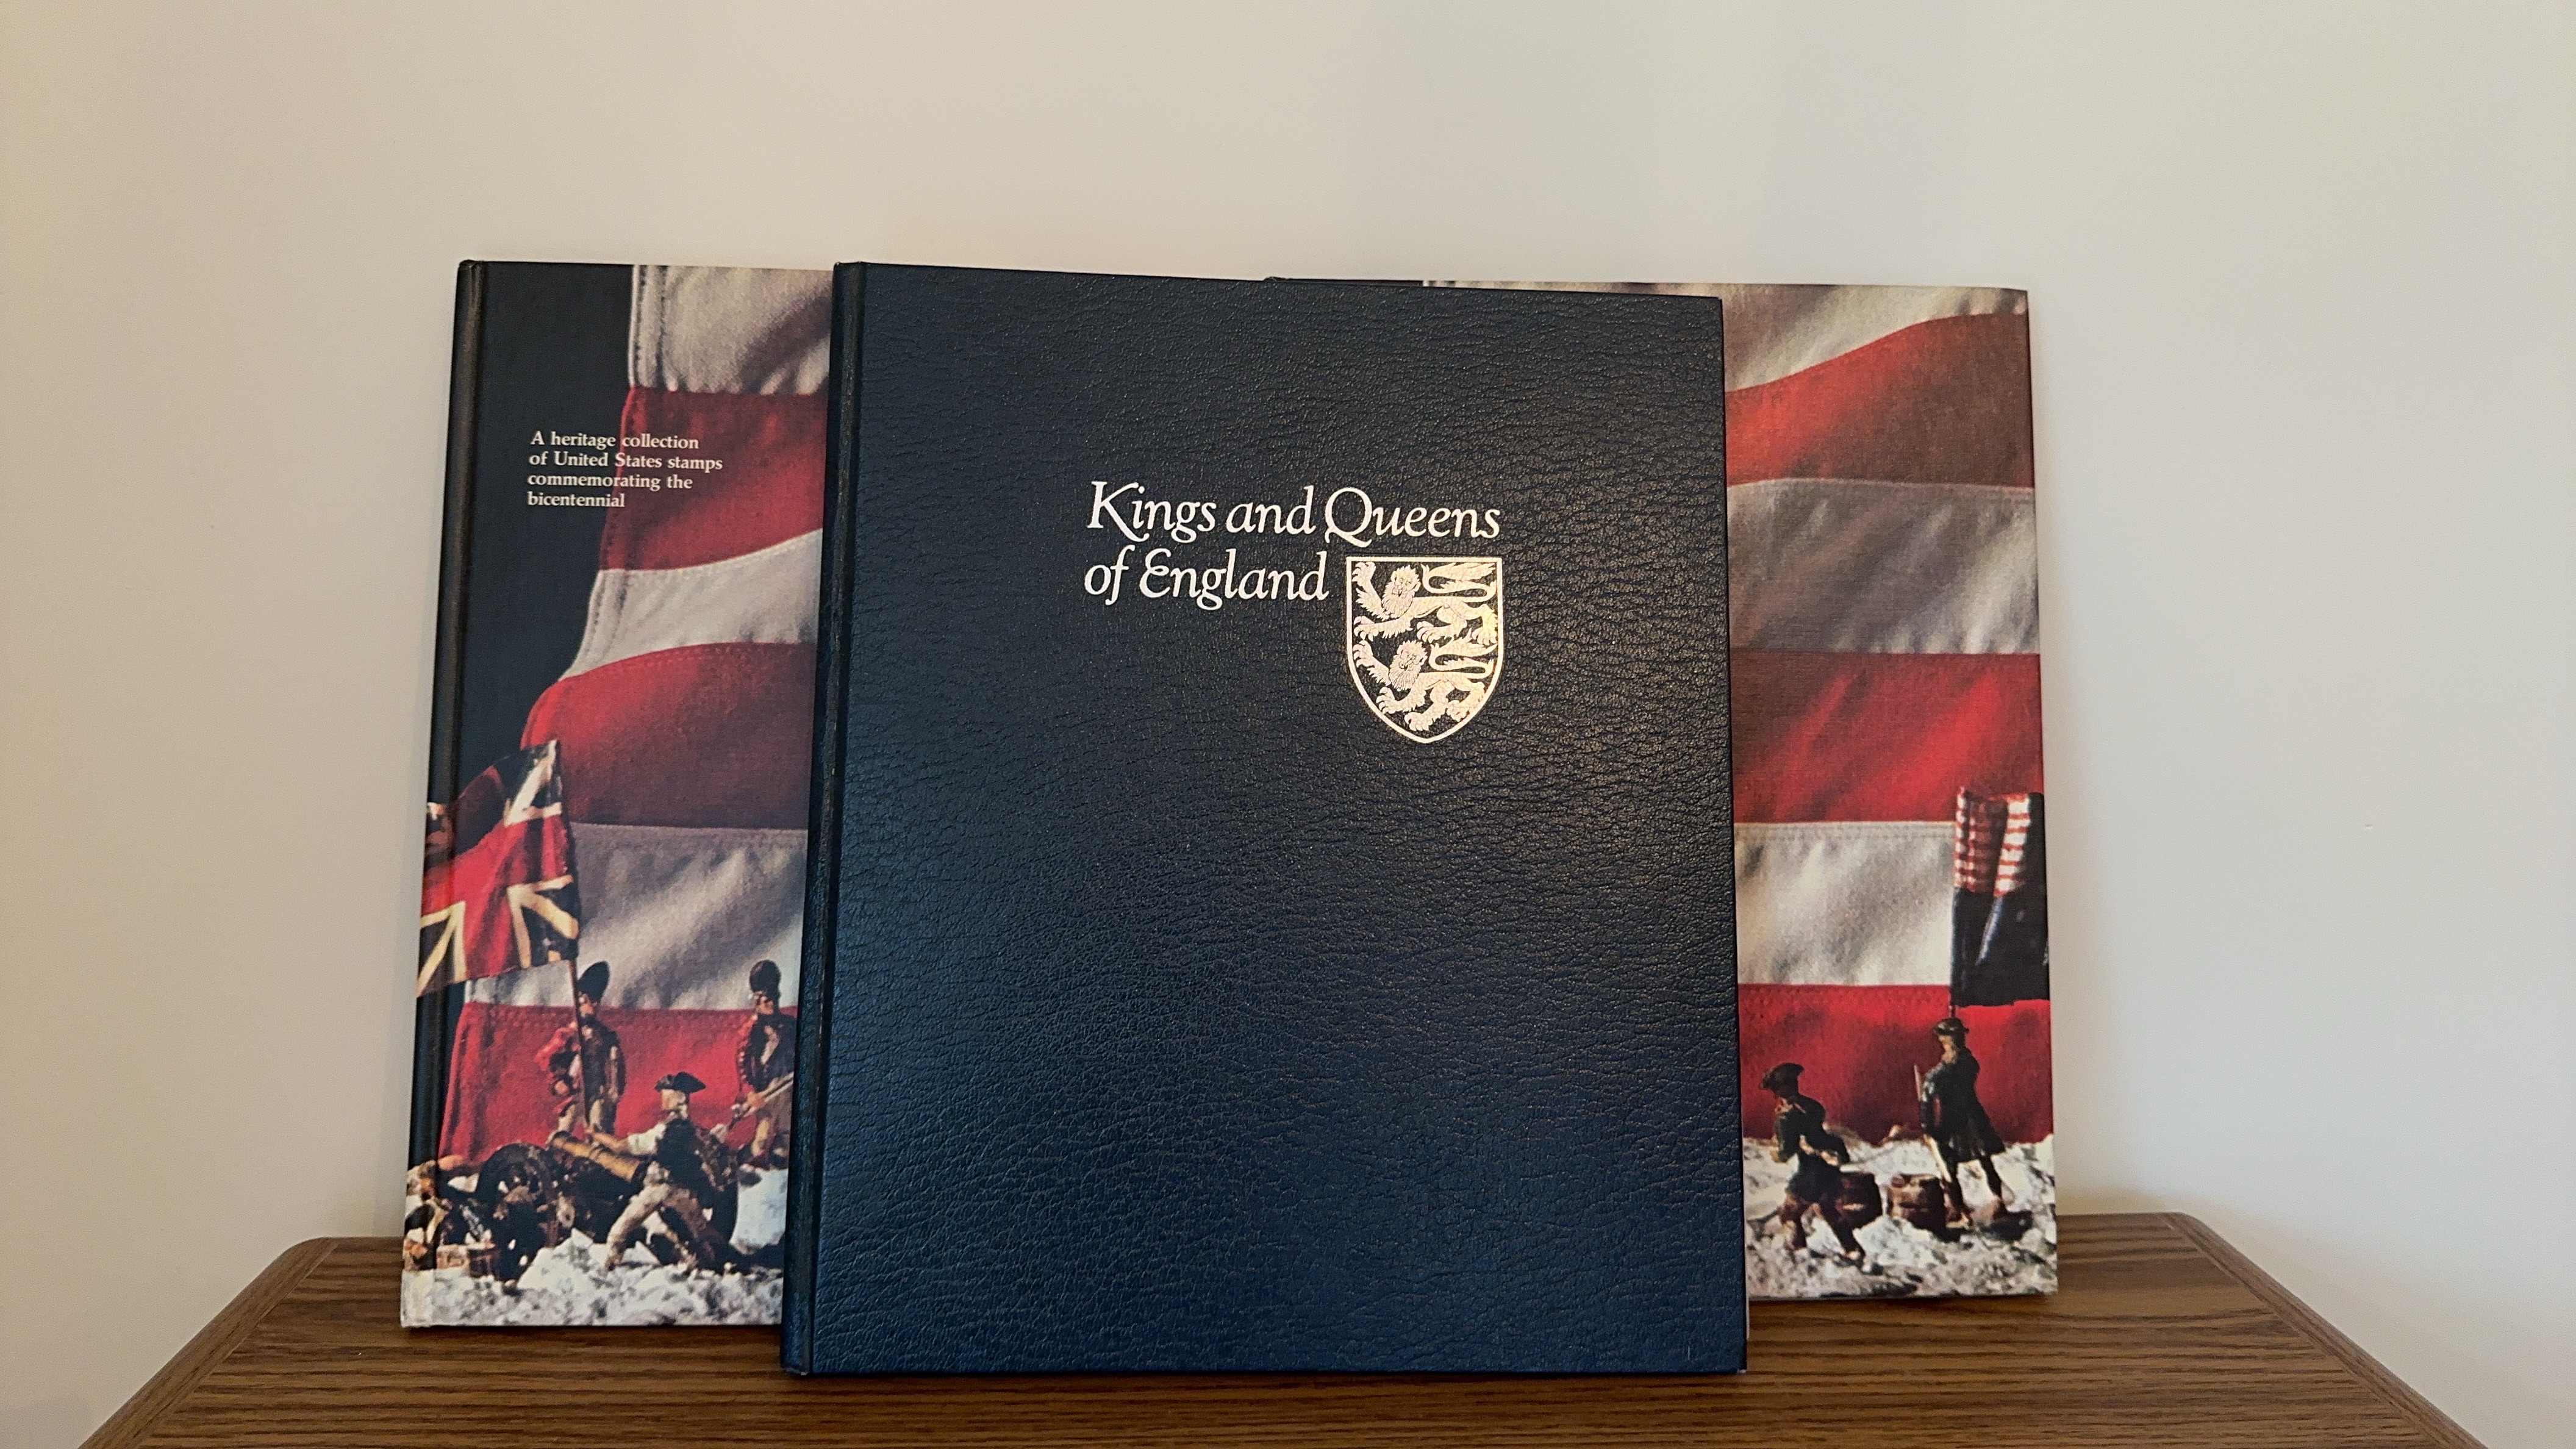 A heritage collection
of United States stamps
commemorating the
bicentennial
Kings and Queens
of England